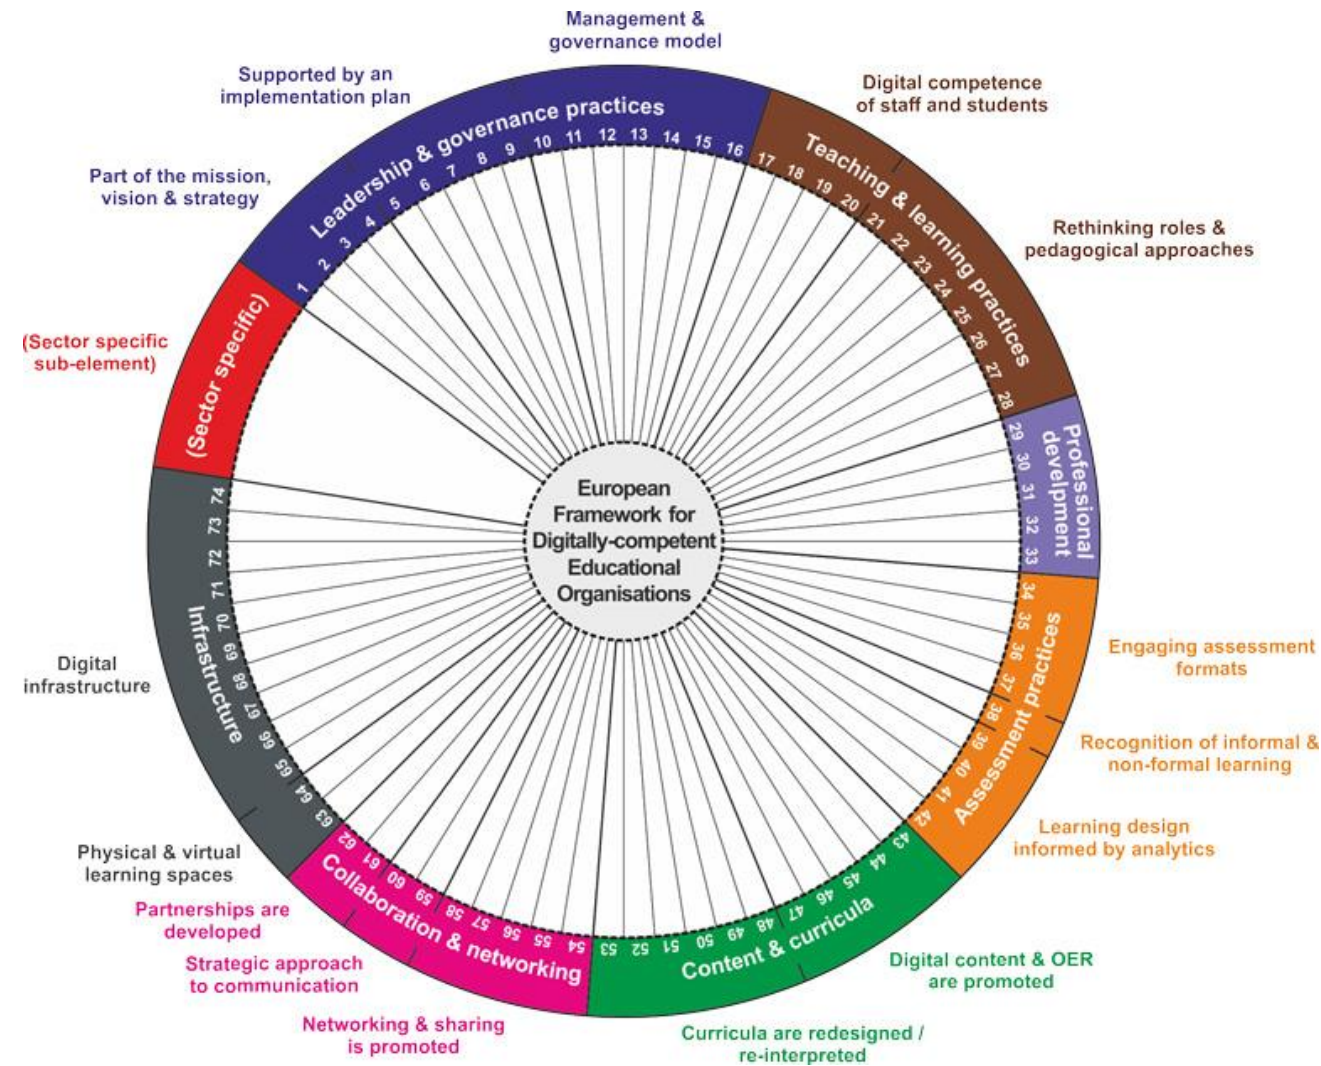 Management &
governance model
Supported by an
implementation plan
Digital competence
of staff and students
Part of the mission,
vision & strategy
Rethinking roles &
pedagogical approaches
(Sector specific
sub-element)
Leadership & governance practices
Teaching & learning practices
Professional
develpment
Assessment practices
Content & curricula
Collaboration & networking
Infrastructure
(Sector specific)
1
2
3
4
5
6
7
8
9
10
11
12
13
14
15
16
17
18
19
20
21
22
23
24
25
26
27
28
29
30
31
32
33
34
35
36
37
38
39
40
41
42
43
44
45
46
47
48
49
50
51
52
53
54
55
56
57
58
59
60
61
62
63
64
65
66
67
68
69
70
71
72
73
74
European
Framework for
Digitally-competent
Educational
Organisations
Engaging assessment
formats
Recognition of informal &
non-formal learning
Learning design
informed by analytics
Digital content & OER
are promoted
Curricula are redesigned /
re-interpreted
Networking & sharing
is promoted
Strategic approach
to communication
Partnerships are
developed
Physical & virtual
learning spaces
Digital
infrastructure